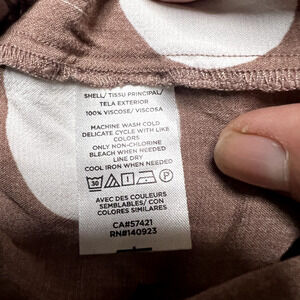 SHELL/ TISSU PRINCIPAL/
TELA EXTERIOR
100% VISCOSE/ VISCOSA
MACHINE WASH COLD
DELICATE CYCLE WITH LIKE
COLORS
ONLY NON-CHLORINE
BLEACH WHEN NEEDED
LINE DRY
COOL IRON WHEN NEEDED
30
P
AVEC DES COULEURS
SEMBLABLES/ CON
COLORES SIMILARES
CA#57421
RN#140923